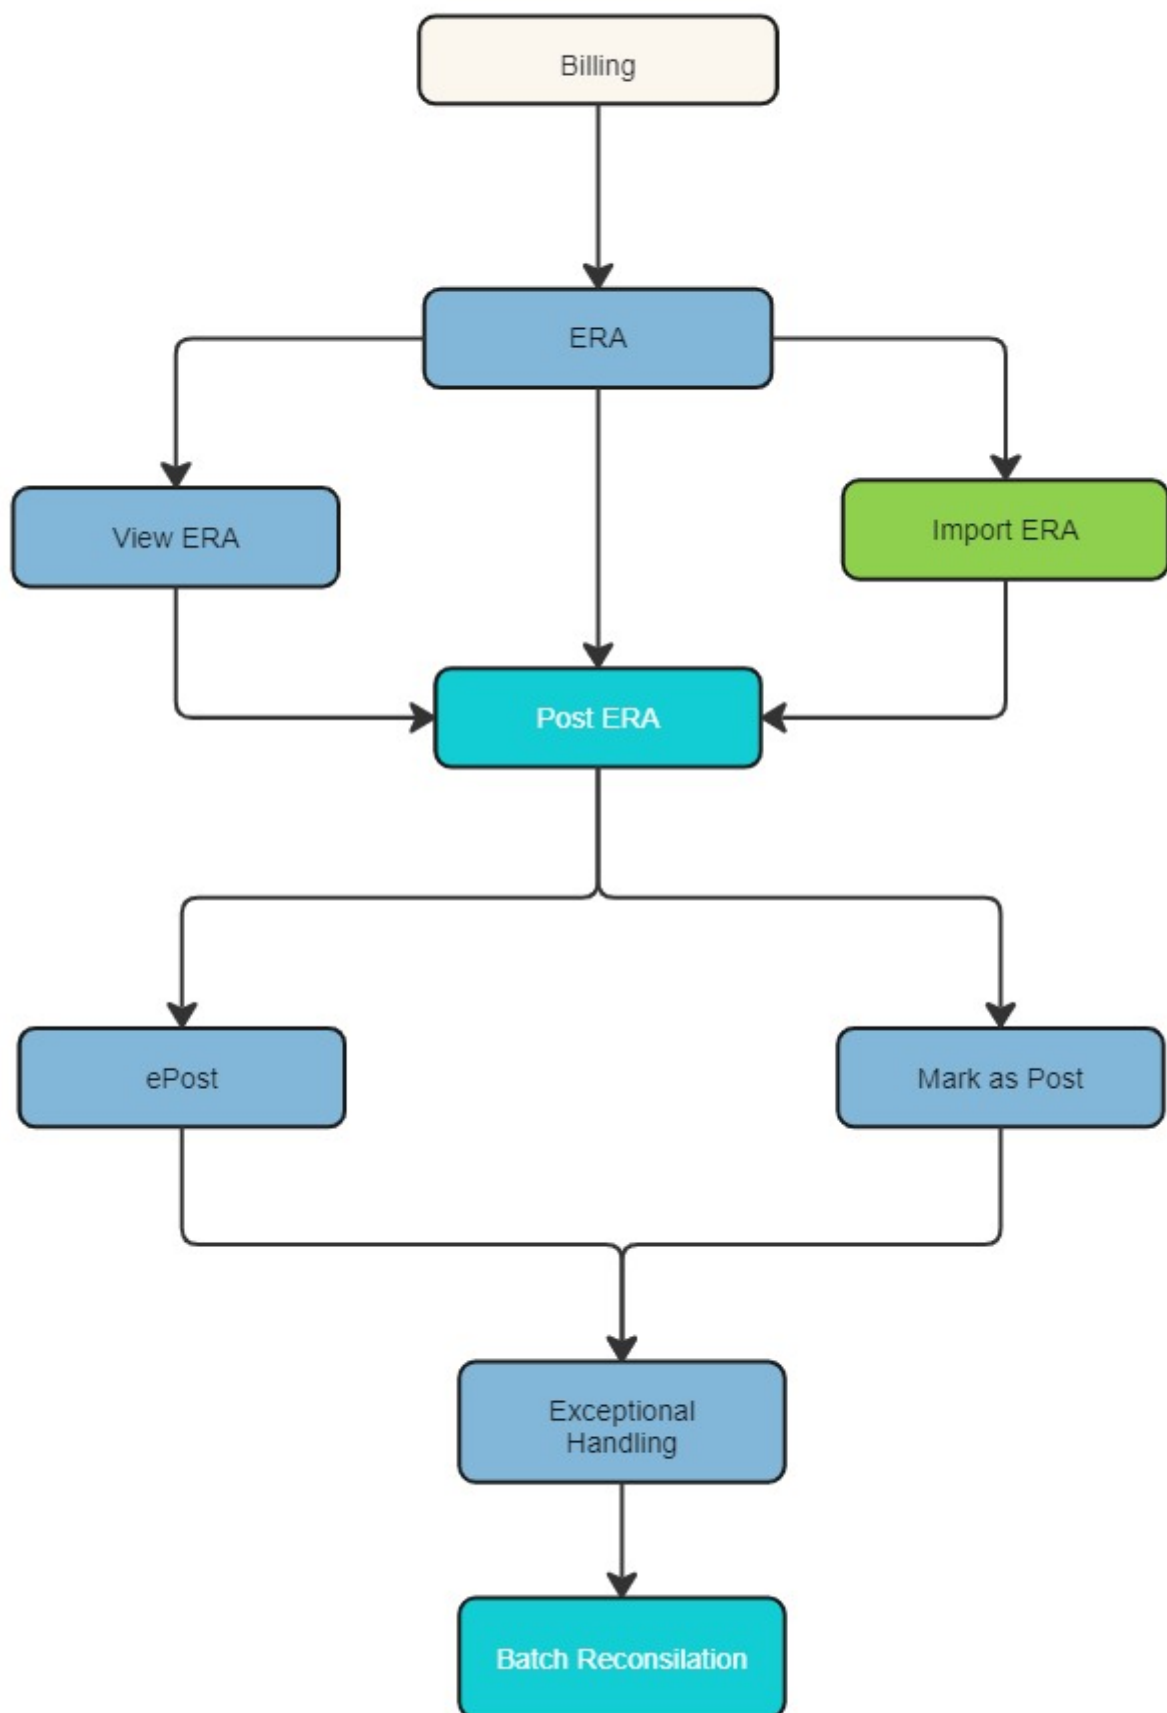 Billing
ERA
View ERA
Import ERA
Post ERA
ePost
Mark as Post
Exceptional
Handling
Batch Reconsilation